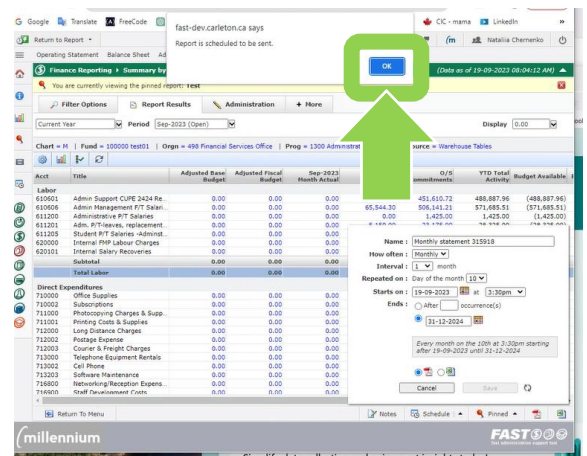 Google
Translate
FreeCode
CIC - mama
LinkedIn
»
fast-dev.carleton.ca says
Report is scheduled to be sent.
OK
Return to Report
Nataliia Chernenko
Operating Statement Balance Sheet Ad
Finance Reporting Summary by
(Data as of 19-09-2023 08:04:12 AM)
You are currently viewing the pinned report: Test
Filter Options
Report Results
Administration
+ More
Current Year
Period Sep-2023 (Open)
Display 0.00
Chart = M | Fund = 100000 test01 | Orgn = 498 Financial Services Office | Prog = 1300 Administrat
ource = Warehouse Tables
Acct Title Adjusted Base Budget Adjusted Fiscal Budget Sep-2023 Month Actual O/S mmitments YTD Total Activity Budget Available
Labor
610601 Admin Support CUPE 2424 Re... 0.00 0.00 0.00 451,610.72 488,887.96 (488,887.96)
610606 Admin Management P/T Salari... 0.00 0.00 0.00 65,544.30 506,141.21 571,685.51 (571,685.51)
611200 Administrative P/T Salaries 0.00 0.00 0.00 0.00 1,425.00 1,425.00 (1,425.00)
611201 Adm. P/T-leaves, replacement... 0.00 0.00 0.00
611205 Student P/T Salaries -Administ... 0.00 0.00 0.00
620000 Internal FMP Labour Charges 0.00 0.00 0.00
620101 Internal Salary Recoveries 0.00 0.00 0.00
Subtotal 0.00 0.00 0.00
Total Labor 0.00 0.00 0.00
Direct Expenditures
710000 Office Supplies 0.00 0.00 0.00
710002 Subscriptions 0.00 0.00 0.00
711000 Photocopying Charges & Supp... 0.00 0.00 0.00
711001 Printing Costs & Supplies 0.00 0.00 0.00
712000 Long Distance Charges 0.00 0.00 0.00
712002 Postage Expense 0.00 0.00 0.00
712003 Courier & Freight Charges 0.00 0.00 0.00
713000 Telephone Equipment Rentals 0.00 0.00 0.00
713002 Cell Phone 0.00 0.00 0.00
713203 Software Maintenance 0.00 0.00 0.00
716800 Networking/Reception Expens... 0.00 0.00 0.00
716900 Staff Development Costs 0.00 0.00 0.00
Name : Monthly statement 315918
How often : Monthly
Interval : 1 month
Repeated on : Day of the month 10
Starts on : 19-09-2023 at 3:30pm
Ends : After occurrence(s)
31-12-2024
Every month on the 10th at 3:30pm starting
after 19-09-2023 until 31-12-2024
Cancel
Save
Return To Menu
Notes
Schedule
Pinned
millennium
FAST